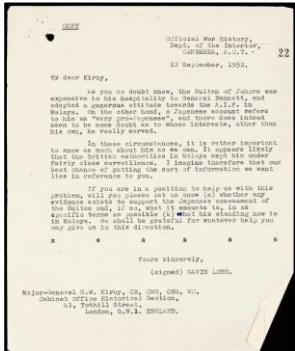 COPY
Official War History,
Dept. of the Interior,
CANBERRA, A.C.T.
22
22 September, 1952.
My dear Kirby,
As you no doubt knew, the Sultan of Johore was
expensive in his hospitality to General Bennett, and
adopted a generous attitude towards the A.I.F. in
Malaya. On the other hand, a Japanese account refers
to him as "very pro-Japanese", and there does indeed
seem to be some doubt as to whose interests, other than
his own, he really served.
In these circumstances, it is rather important
to know as much about him as we can. It appears likely
that the British authorities in Malaya kept him under
fairly close surveillance. I imagine therefore that our
best chance of getting the sort of information we want
lies in reference to you.
If you are in a position to help us with this
problem, will you please let us know (a) whether any
evidence exists to support the Japanese assessment of
the Sultan and, if so, what it amounts to, in as
specific terms as possible (b) what his standing now is
in Malaya. We shall be grateful for whatever help you
may give us in this direction.
* * * * * * *
Yours sincerely,
(signed) GAVIN LONG.
Major-General S.W. Kirby, CB, CMG, OBE, MC,
Cabinet Office Historical Section,
41, Tothill Street,
London, S.W.1. ENGLAND.